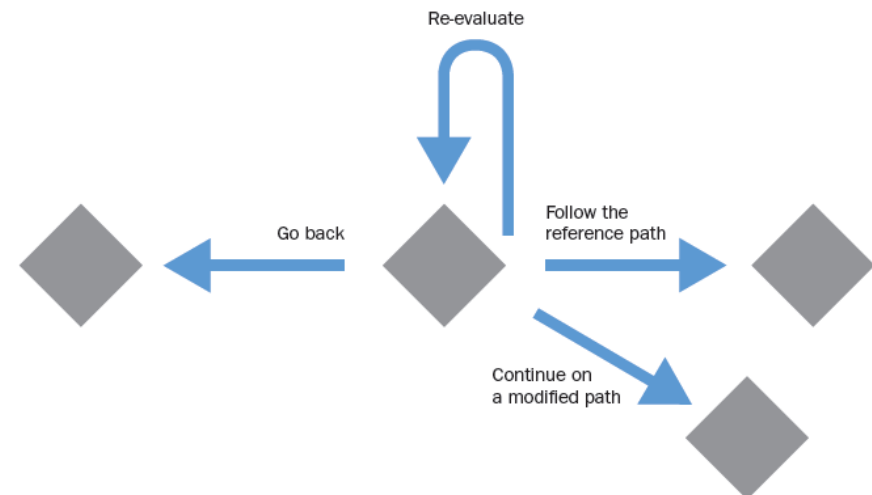 Re-evaluate
Go back
Follow the
reference path
Continue on
a modified path